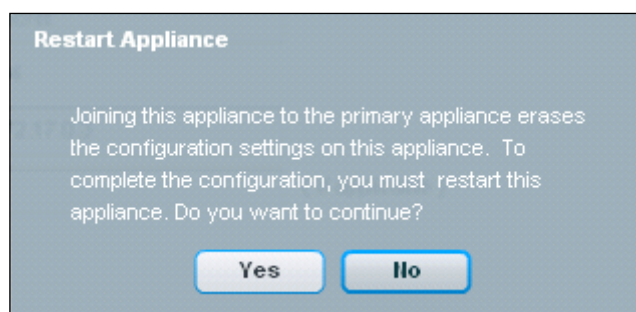 Restart Appliance
Joining this appliance to the primary appliance erases
the configuration settings on this appliance. To
complete the configuration, you must restart this
appliance. Do you want to continue?
Yes
No